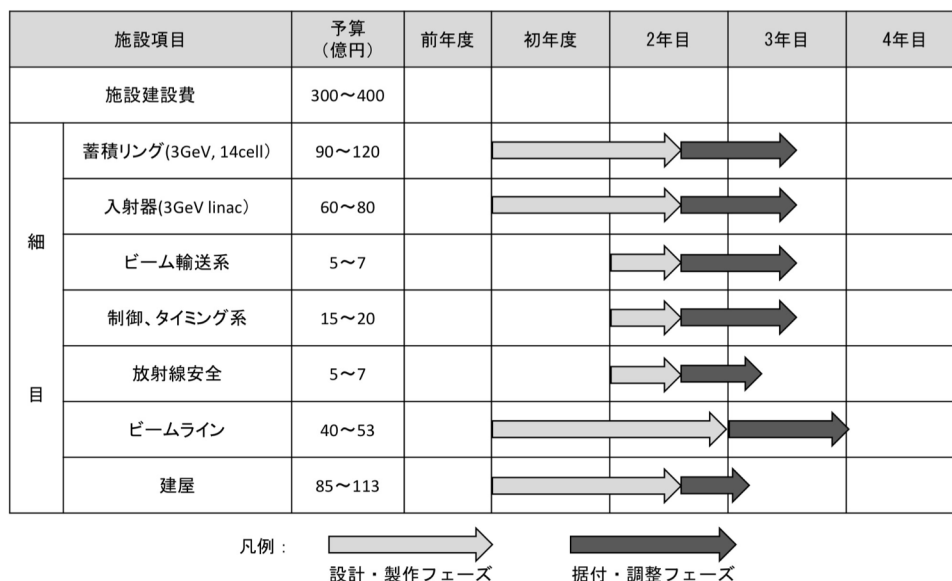 施設項目
予算
(億円)
前年度
初年度
2年目
3年目
4年目
施設建設費
300～400
細
目
蓄積リング(3GeV, 14cell)
90～120
入射器(3GeV linac)
60～80
ビーム輸送系
5～7
制御、タイミング系
15～20
放射線安全
5～7
ビームライン
40～53
建屋
85～113
凡例：
設計・製作フェーズ
据付・調整フェーズ